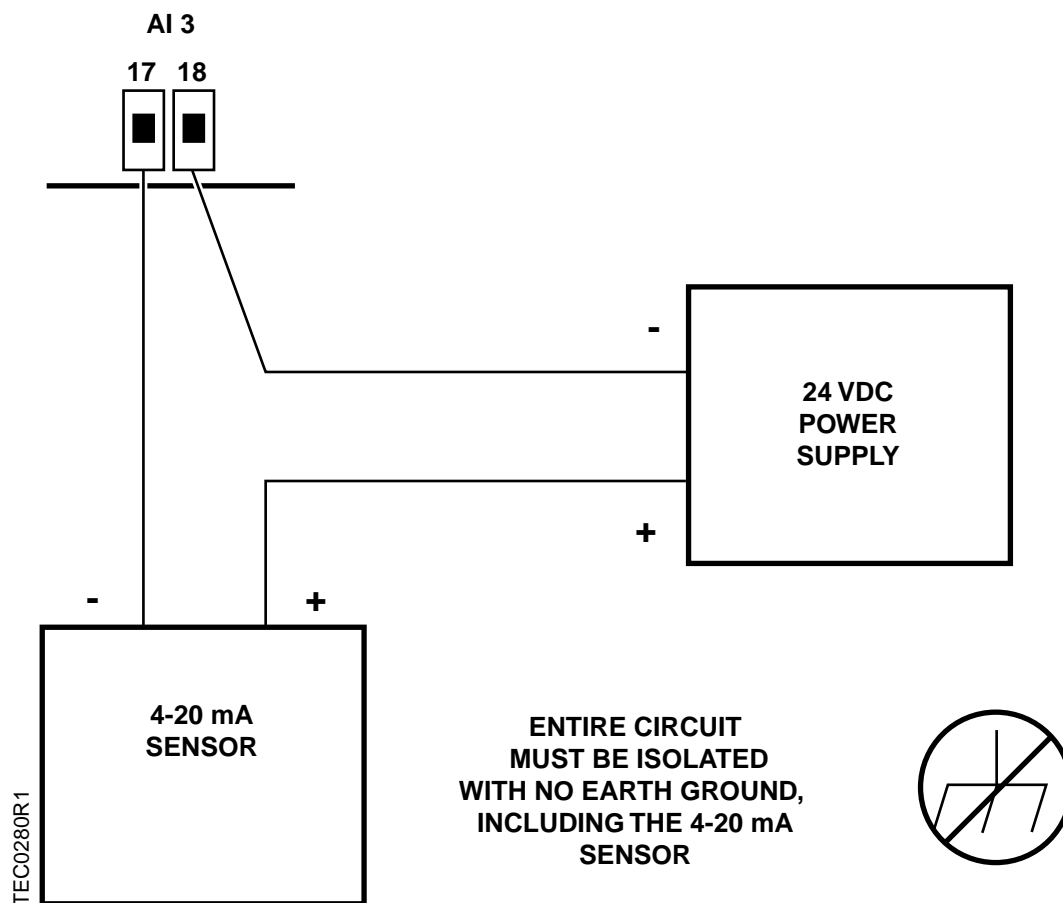 AI 3
17 18
-
24 VDC
POWER
SUPPLY
+
- +
4-20 mA
SENSOR
ENTIRE CIRCUIT
MUST BE ISOLATED
WITH NO EARTH GROUND,
INCLUDING THE 4-20 mA
SENSOR
TEC0280R1